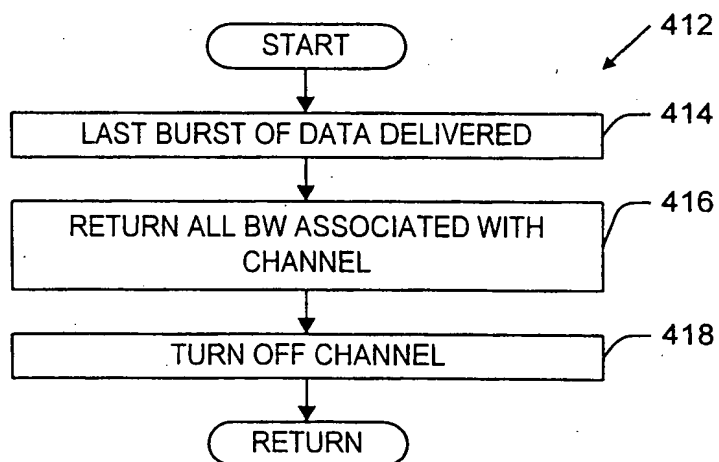 412
START
LAST BURST OF DATA DELIVERED
414
RETURN ALL BW ASSOCIATED WITH
CHANNEL
416
TURN OFF CHANNEL
418
RETURN